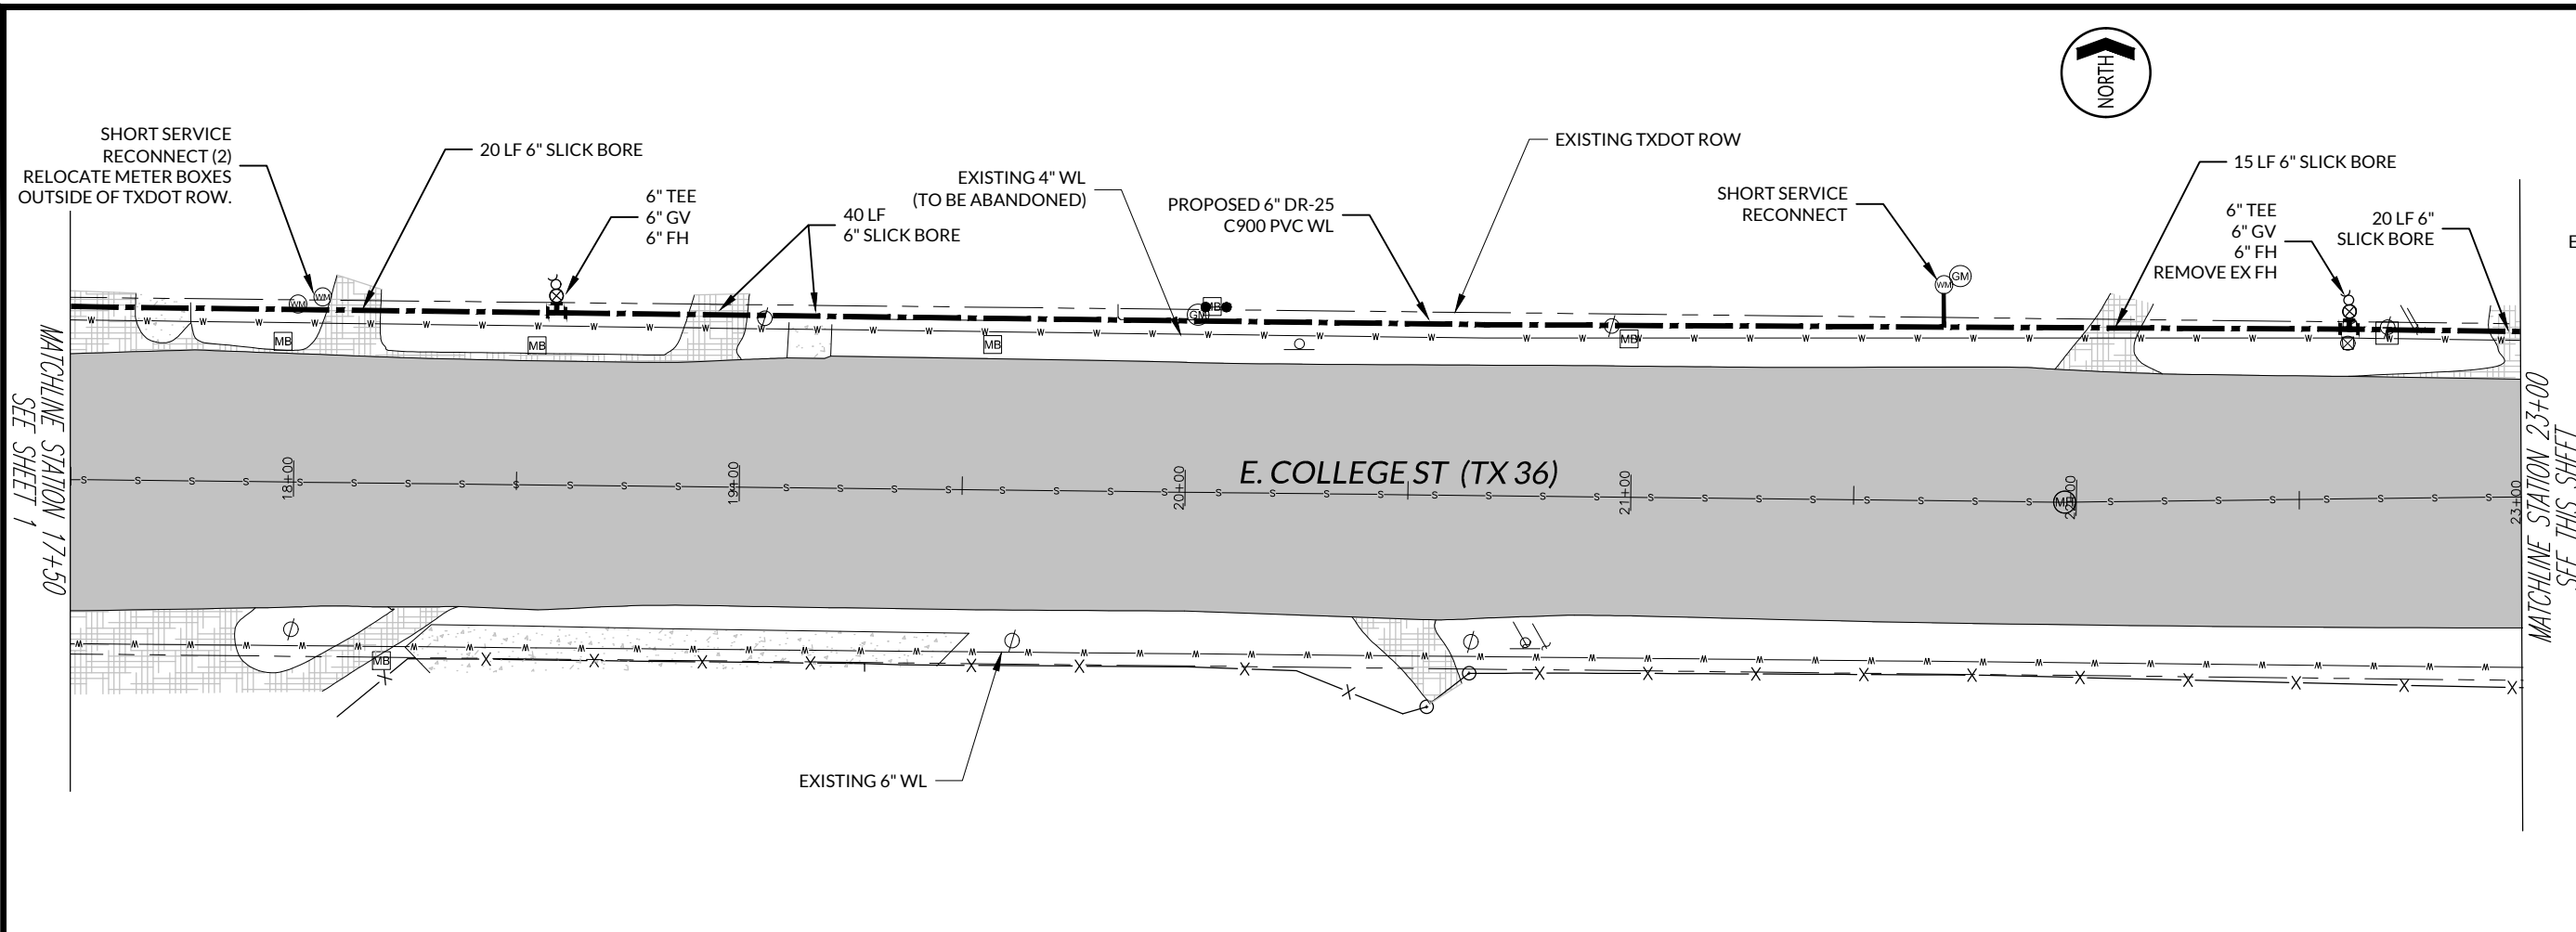 NORTH
SHORT SERVICE
RECONNECT (2)
RELOCATE METER BOXES
OUTSIDE OF TXDOT ROW.
20 LF 6" SLICK BORE
6" TEE
6" GV
6" FH
40 LF
6" SLICK BORE
EXISTING 4" WL
(TO BE ABANDONED)
PROPOSED 6" DR-25
C900 PVC WL
EXISTING TXDOT ROW
SHORT SERVICE
RECONNECT
15 LF 6" SLICK BORE
6" TEE
6" GV
6" FH
REMOVE EX FH
20 LF 6"
SLICK BORE
E
WM
WM
GM
MB
WM
GM
MB
MB
MB
MB
MATCHLINE STATION 17+50
SEE SHEET 1
18+00
19+00
20+00
E. COLLEGE ST (TX 36)
21+00
22+00
23+00
MATCHLINE STATION 23+00
SEE THIS SHEET
MB
EXISTING 6" WL